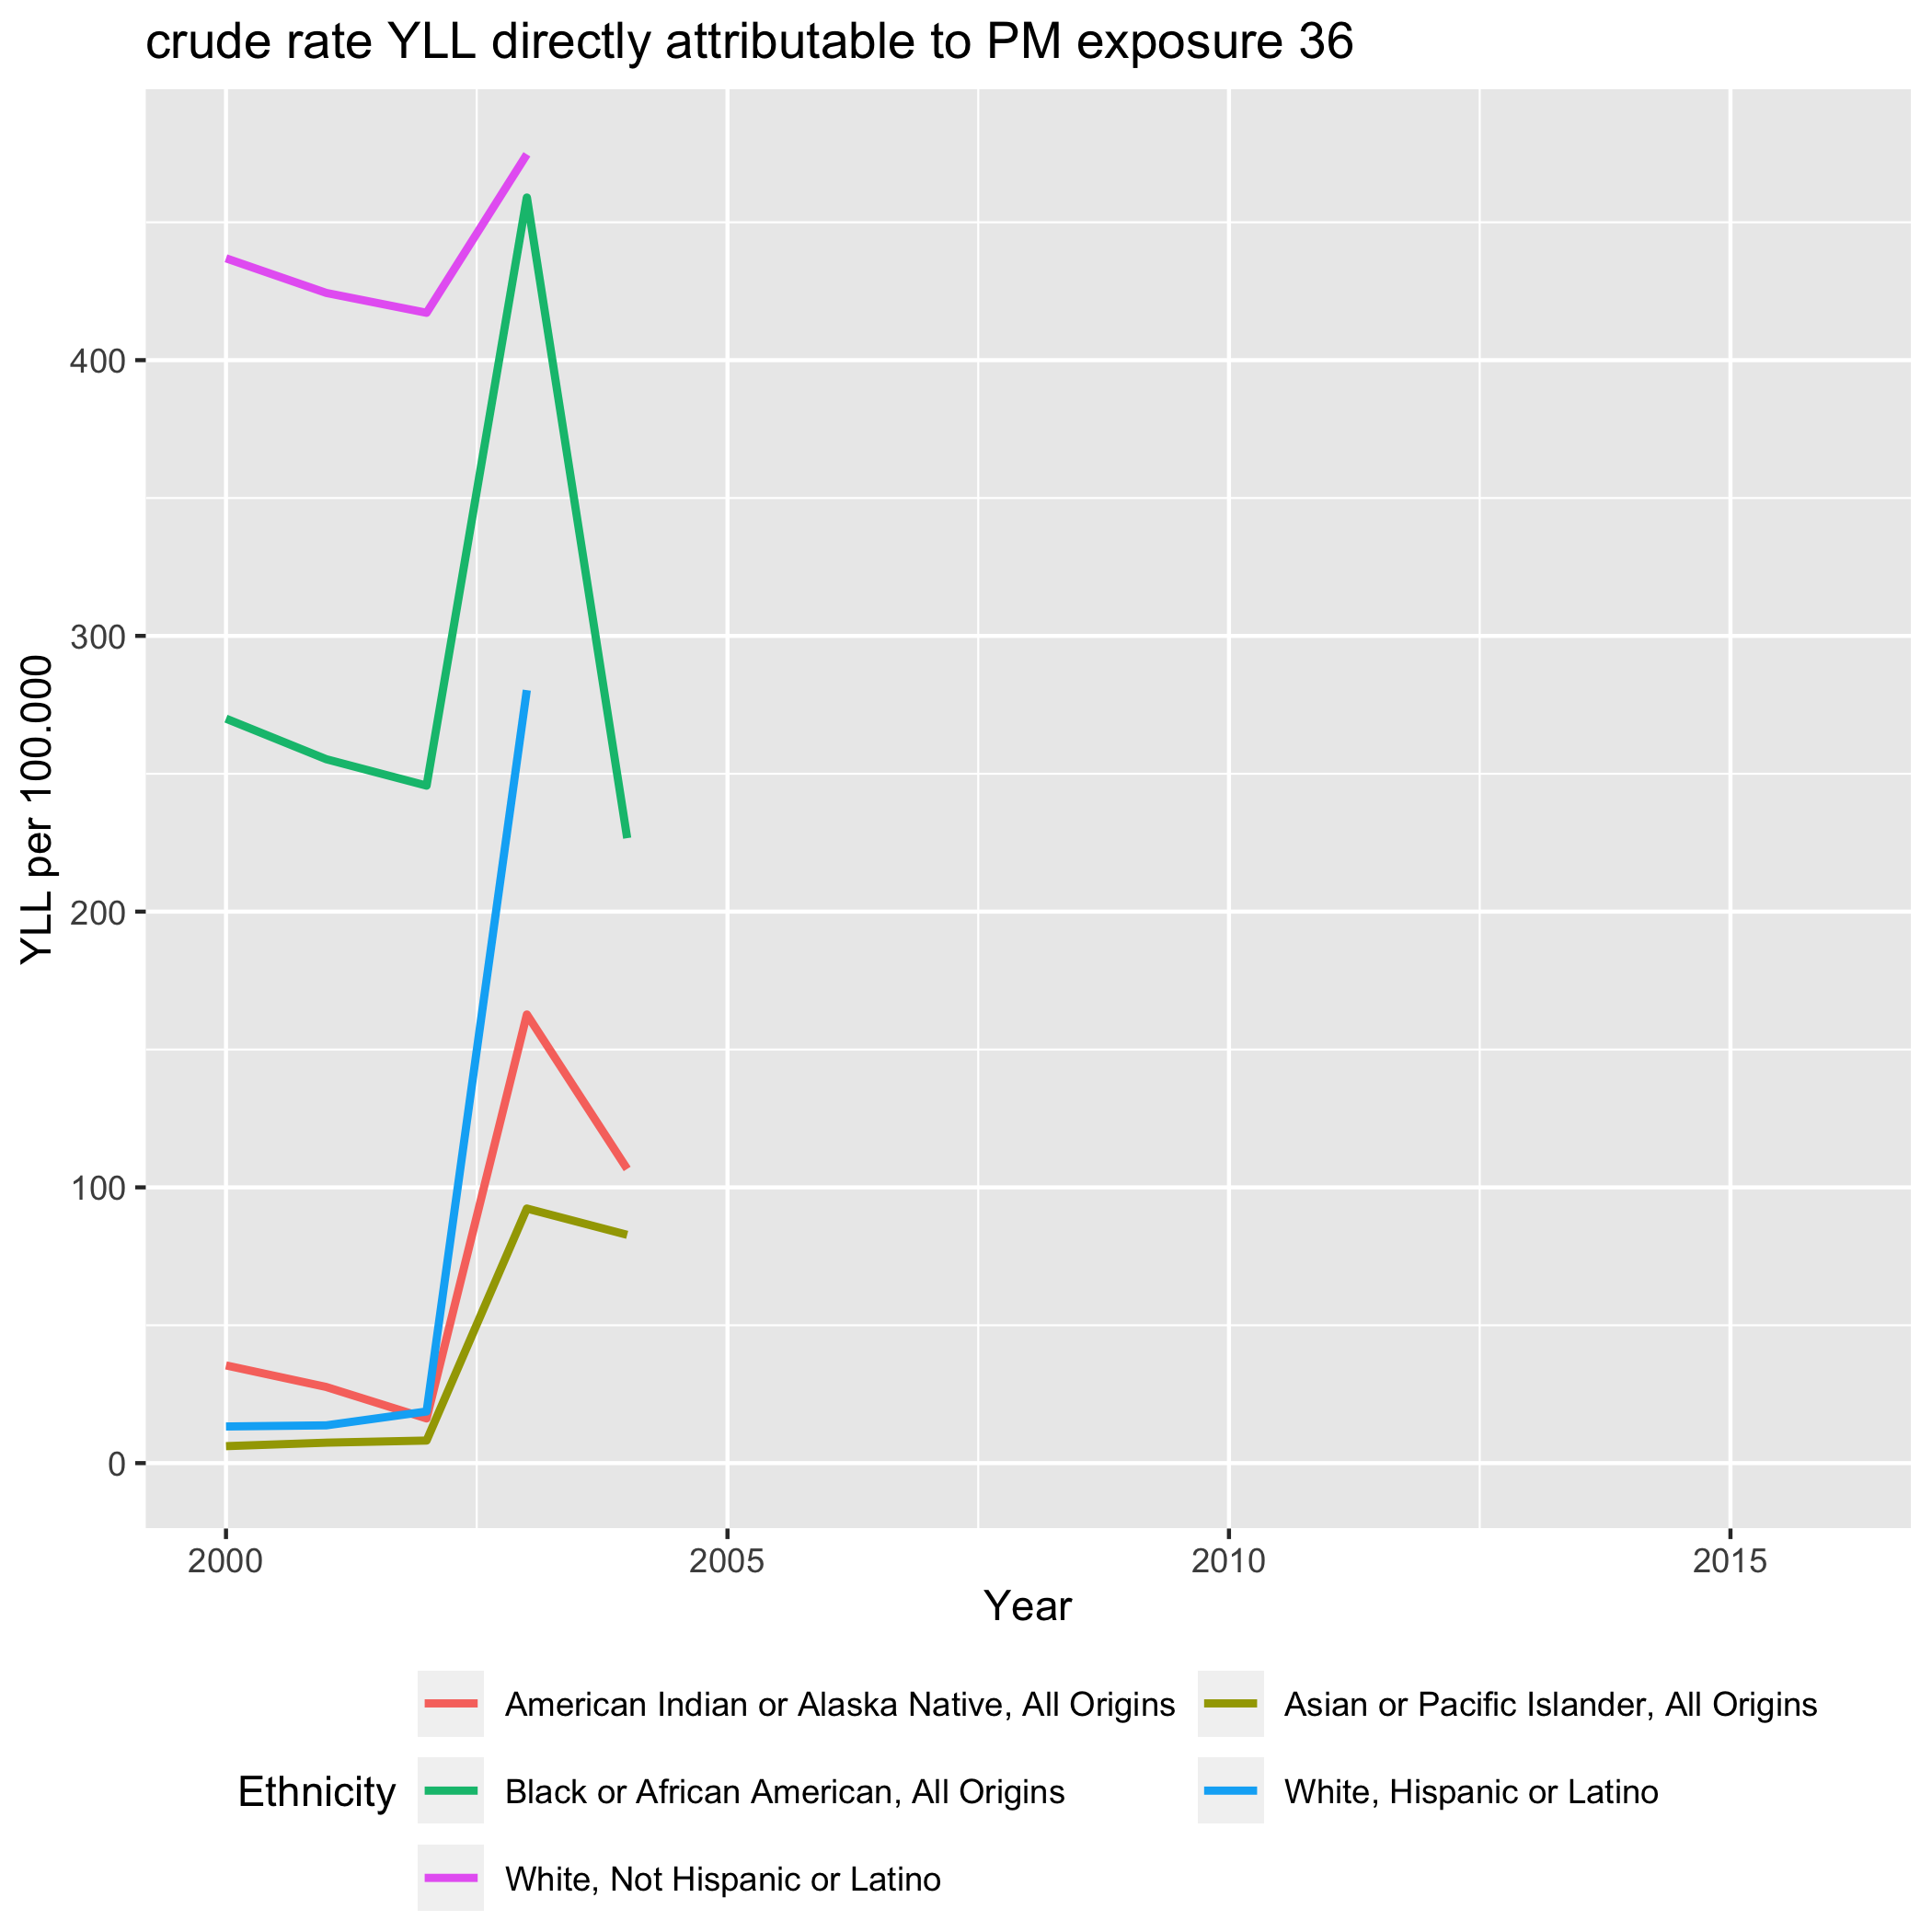 crude rate YLL directly attributable to PM exposure 36
YLL per 100.000
400
300
200
100
0
2000 2005 2010 2015
Year
Ethnicity
American Indian or Alaska Native, All Origins
Asian or Pacific Islander, All Origins
Black or African American, All Origins
White, Hispanic or Latino
White, Not Hispanic or Latino